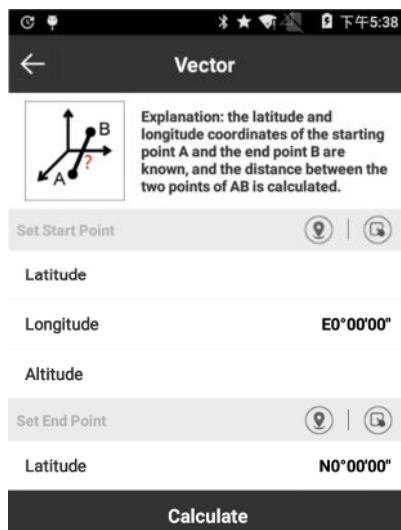 下午5:38
Vector
B
A
?
Explanation: the latitude and
longitude coordinates of the starting
point A and the end point B are
known, and the distance between the
two points of AB is calculated.
Set Start Point
Latitude
Longitude E0°00'00"
Altitude
Set End Point
Latitude N0°00'00"
Calculate